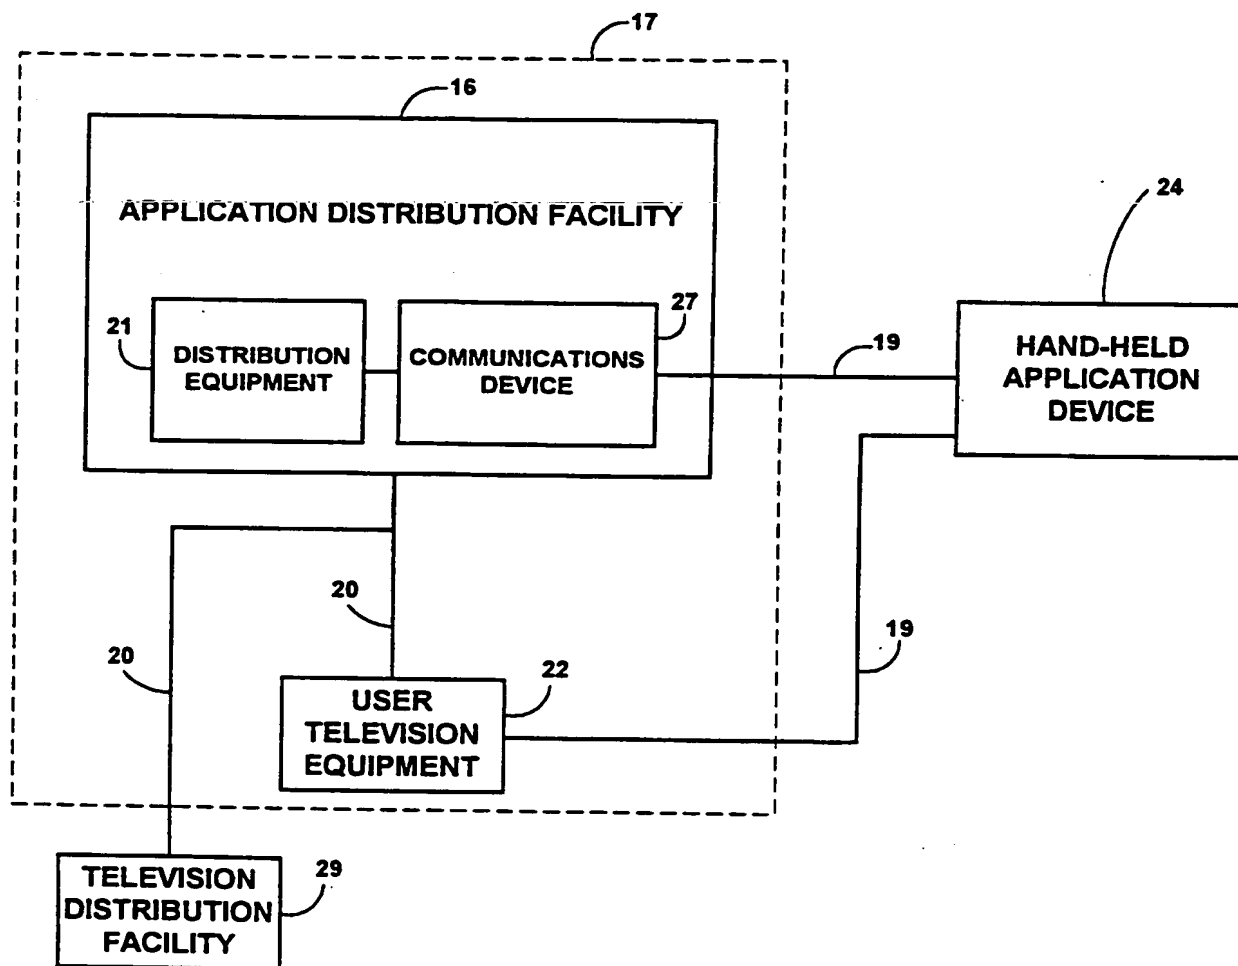 17
16
APPLICATION DISTRIBUTION FACILITY
24
21
DISTRIBUTION
EQUIPMENT
27
COMMUNICATIONS
DEVICE
19
HAND-HELD
APPLICATION
DEVICE
20
20
22
USER
TELEVISION
EQUIPMENT
19
29
TELEVISION
DISTRIBUTION
FACILITY